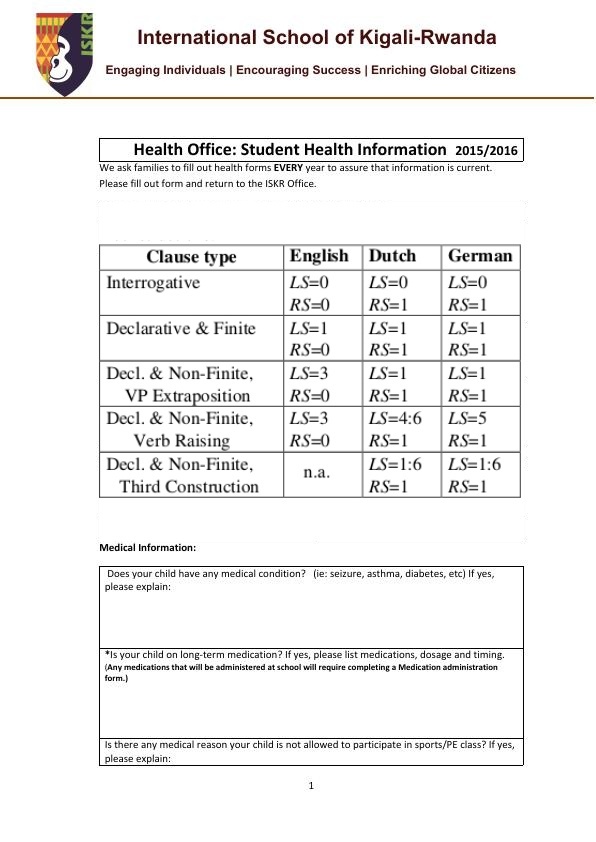 ISKR
International School of Kigali-Rwanda
Engaging Individuals | Encouraging Success | Enriching Global Citizens
Health Office: Student Health Information 2015/2016
We ask families to fill out health forms EVERY year to assure that information is current.
Please fill out form and return to the ISKR Office.
Clause type English Dutch German
Interrogative LS=0 LS=0 LS=0
RS=0 RS=1 RS=1
Declarative & Finite LS=1 LS=1 LS=1
RS=0 RS=1 RS=1
Decl. & Non-Finite, LS=3 LS=1 LS=1
VP Extraposition RS=0 RS=1 RS=1
Decl. & Non-Finite, LS=3 LS=4:6 LS=5
Verb Raising RS=0 RS=1 RS=1
Decl. & Non-Finite, n.a. LS=1:6 LS=1:6
Third Construction RS=1 RS=1
Medical Information:
Does your child have any medical condition? (ie: seizure, asthma, diabetes, etc) If yes,
please explain:
*Is your child on long-term medication? If yes, please list medications, dosage and timing.
(Any medications that will be administered at school will require completing a Medication administration
form.)
Is there any medical reason your child is not allowed to participate in sports/PE class? If yes,
please explain:
1